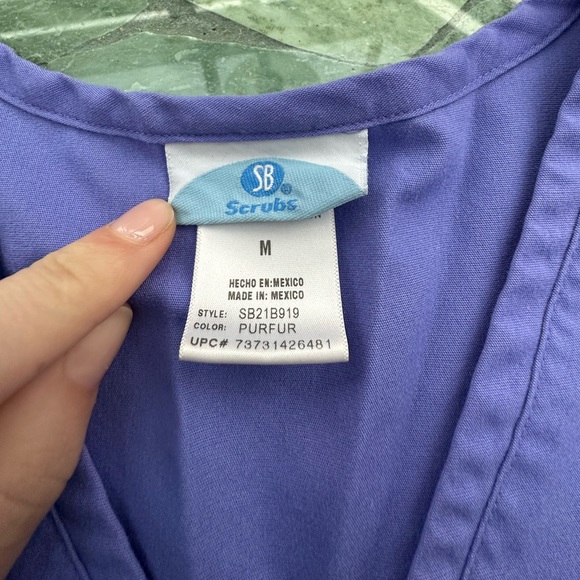 SB®
Scrubs
M
HECHO EN:MEXICO
MADE IN: MEXICO
STYLE: SB21B919
COLOR: PURFUR
UPC# 73731426481